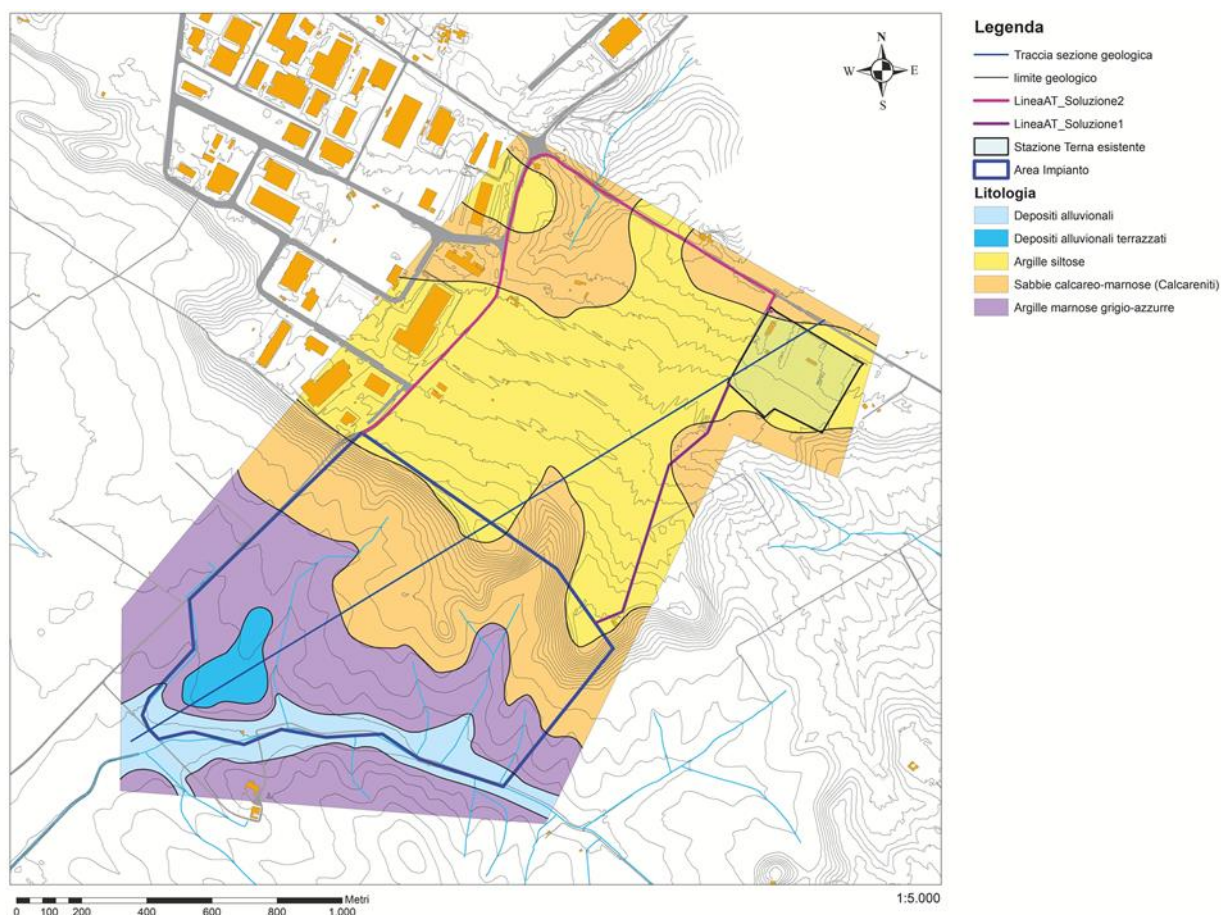 Legenda
Traccia sezione geologica
limite geologico
LineaAT_Soluzione2
LineaAT_Soluzione1
Stazione Terna esistente
Area Impianto
Litologia
Depositi alluvionali
Depositi alluvionali terrazzati
Argille siltose
Sabbie calcareo-marnose (Calcareniti)
Argille marnose grigio-azzurre
N
W E
S
Metri
0 100 200 400 600 800 1.000
1:5.000